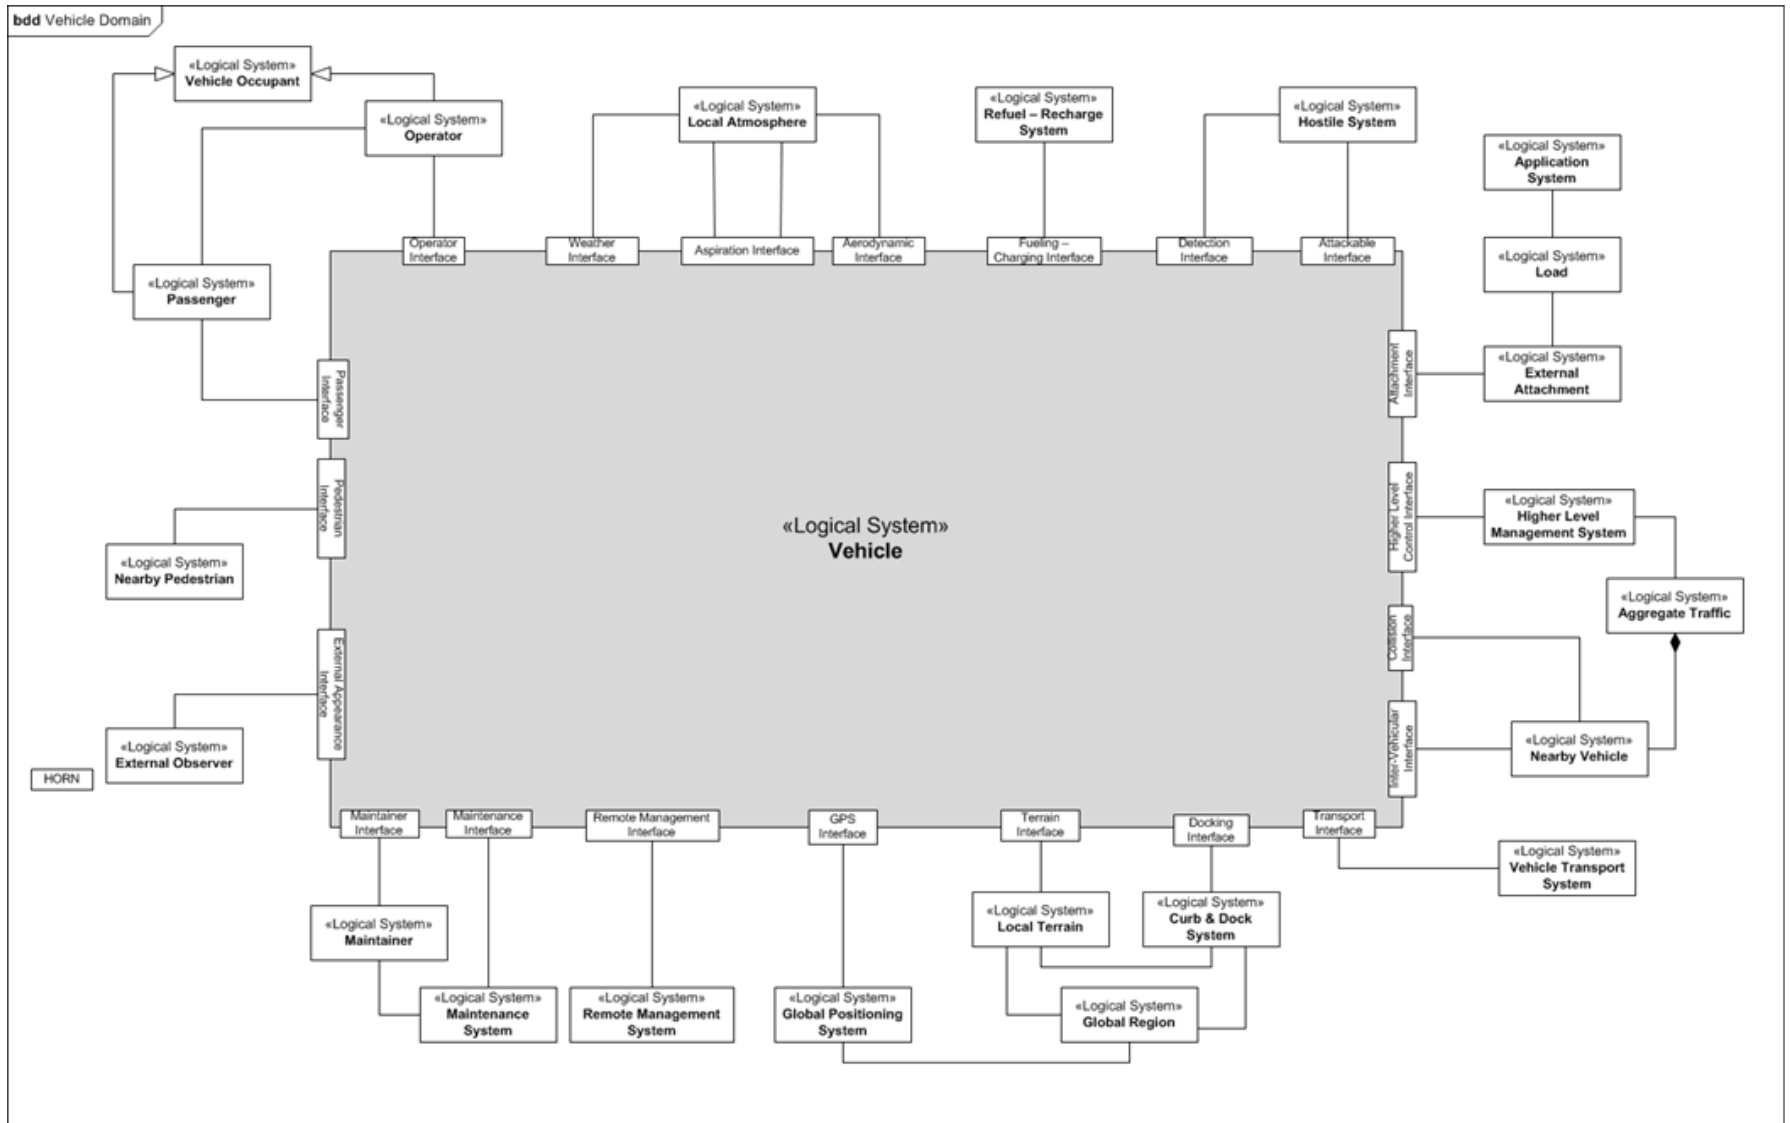 bdd Vehicle Domain
«Logical System»
Vehicle Occupant
«Logical System»
Operator
«Logical System»
Local Atmosphere
«Logical System»
Refuel – Recharge
System
«Logical System»
Hostile System
«Logical System»
Application
System
Operator
Interface
Weather
Interface
Aspiration Interface
Aerodynamic
Interface
Fueling –
Charging Interface
Detection
Interface
Attackable
Interface
«Logical System»
Load
«Logical System»
Passenger
Passenger
Interface
Attachment
Interface
«Logical System»
External
Attachment
Pedestrian
Interface
Higher Level
Control Interface
«Logical System»
Higher Level
Management System
«Logical System»
Vehicle
«Logical System»
Nearby Pedestrian
«Logical System»
Aggregate Traffic
Collision
Interface
External Appearance
Interface
Inter-Vehicular
Interface
«Logical System»
Nearby Vehicle
«Logical System»
External Observer
HORN
Maintainer
Interface
Maintenance
Interface
Remote Management
Interface
GPS
Interface
Terrain
Interface
Docking
Interface
Transport
Interface
«Logical System»
Vehicle Transport
System
«Logical System»
Maintainer
«Logical System»
Local Terrain
«Logical System»
Curb & Dock
System
«Logical System»
Maintenance
System
«Logical System»
Remote Management
System
«Logical System»
Global Positioning
System
«Logical System»
Global Region